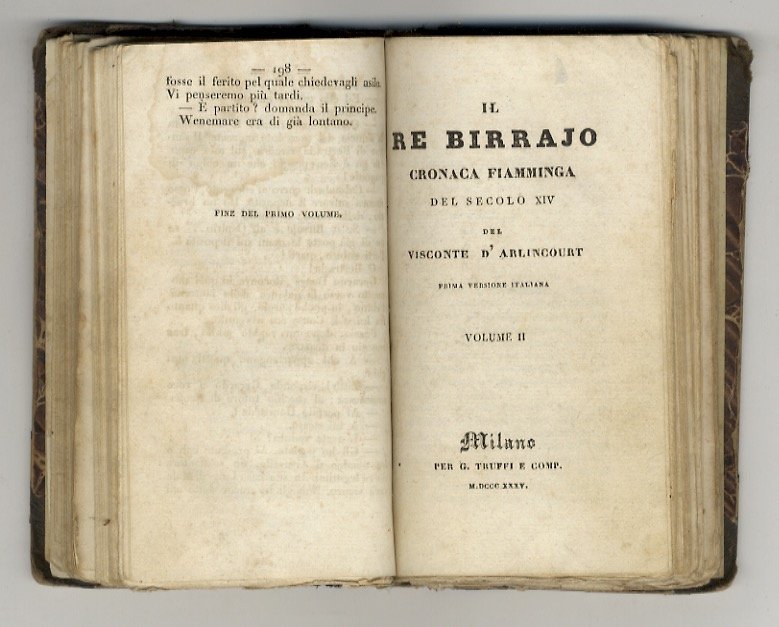 — 198 —
fosse il ferito pel quale chiedevagli asilo
Vi penseremo più tardi.
— È partito? domanda il principe.
Wenemare era di già lontano.
FINE DEL PRIMO VOLUME.
IL
RE BIRRAJO
CRONACA FIAMMINGA
DEL SECOLO XIV
DEL
VISCONTE D' ARLINCOURT
PRIMA VERSIONE ITALIANA
VOLUME II
Milano
PER G. TRUFFI E COMP.
M.DCCC.XXXV.